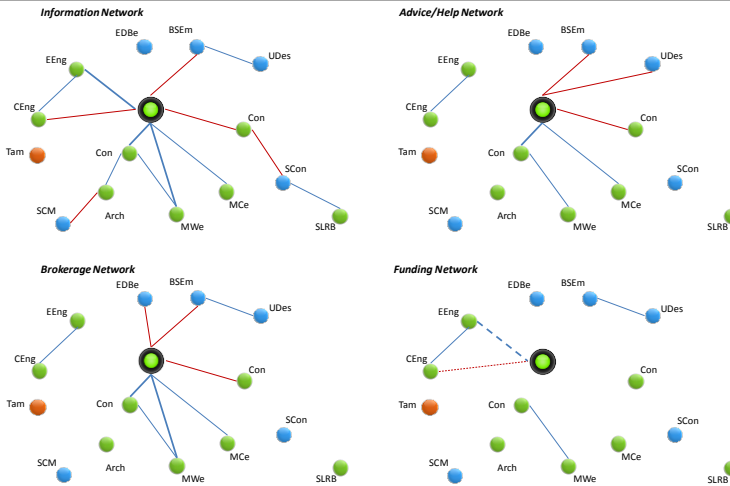 Information Network
EDBe
BSEm
UDes
EEng
CEng
Con
Tam
Con
SCon
SCM
Arch
MCe
MWe
SLRB
Advice/Help Network
EDBe
BSEm
UDes
EEng
CEng
Con
Tam
Con
SCon
SCM
Arch
MCe
MWe
SLRB
Brokerage Network
EDBe
BSEm
UDes
EEng
CEng
Con
Tam
Con
SCon
SCM
Arch
MCe
MWe
SLRB
Funding Network
EDBe
BSEm
UDes
EEng
CEng
Con
Tam
Con
SCon
SCM
Arch
MCe
MWe
SLRB